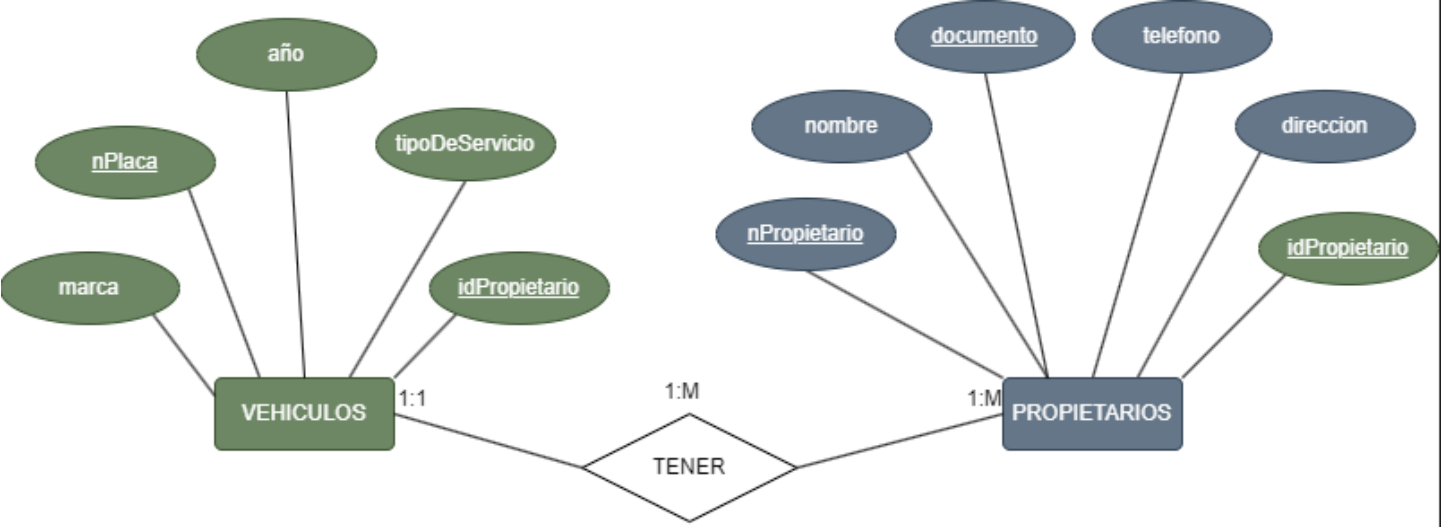 año
nPlaca
tipoDeServicio
marca
idPropietario
VEHICULOS
1:1
1:M
TENER
1:M
documento
telefono
nombre
direccion
nPropietario
idPropietario
PROPIETARIOS